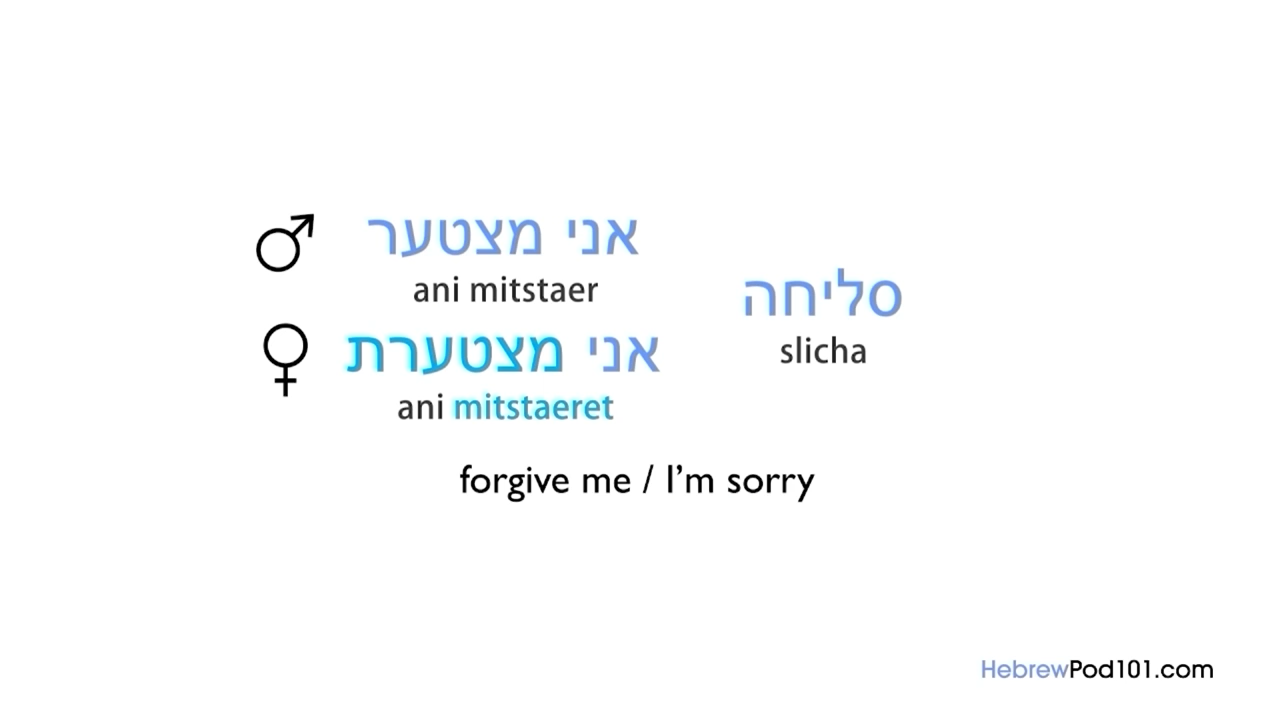 אני מצטער
ani mitstaer
אני מצטערת
ani mitstaeret
סליחה
slicha
forgive me / I'm sorry
HebrewPod101.com